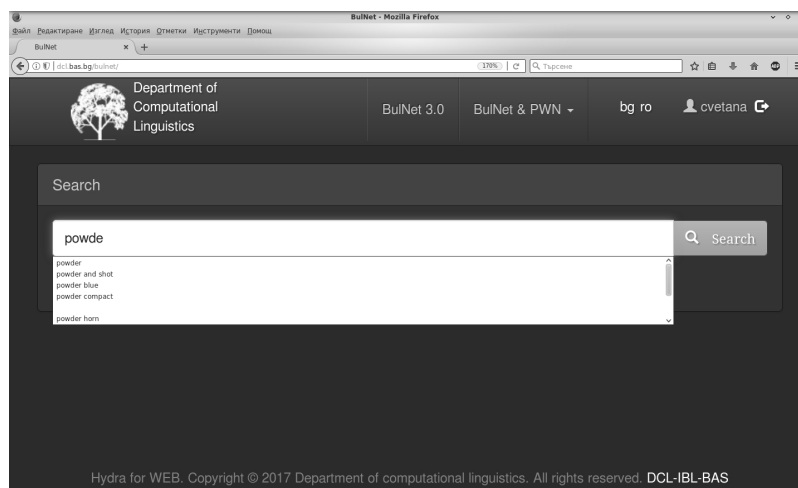 BulNet - Mozilla Firefox
Файл Редактиране Изглед История Отметки Инструменти Помощ
BulNet × +
dcl.bas.bg/bulnet/ 170% Търсене
Department of
Computational
Linguistics
BulNet 3.0 BulNet & PWN bg ro cvetana
Search
powde Search
powder
powder and shot
powder blue
powder compact
powder horn
Hydra for WEB. Copyright © 2017 Department of computational linguistics. All rights reserved. DCL-IBL-BAS